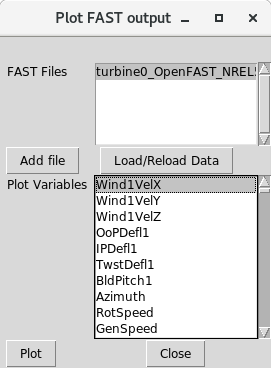 Plot FAST output
FAST Files
turbine0_OpenFAST_NREL
Add file
Load/Reload Data
Plot Variables
Wind1VelX
Wind1VelY
Wind1VelZ
OoPDefl1
IPDefl1
TwstDefl1
BldPitch1
Azimuth
RotSpeed
GenSpeed
Plot
Close